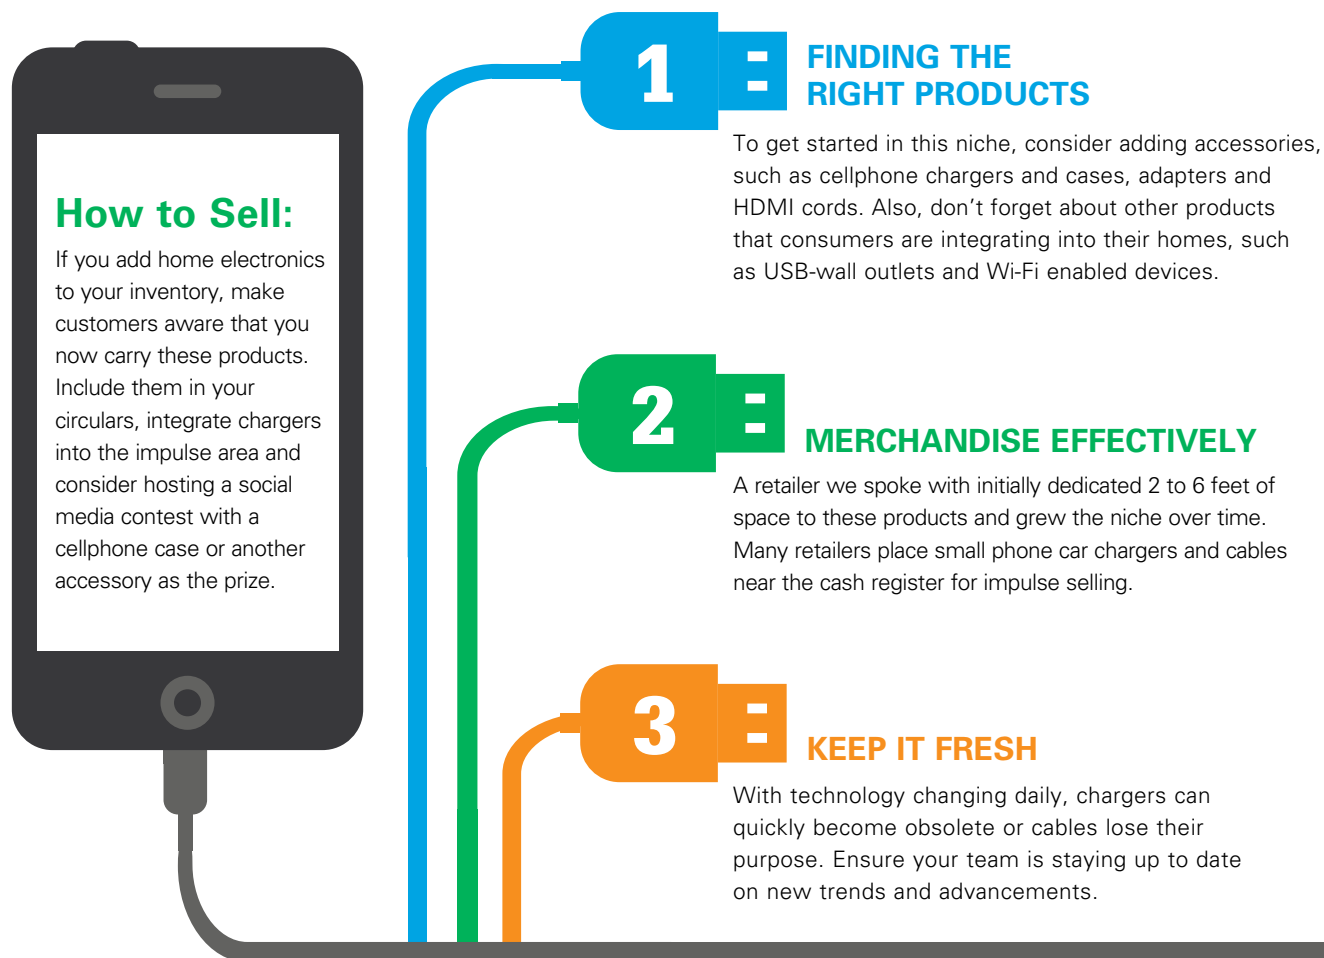 How to Sell:
If you add home electronics
to your inventory, make
customers aware that you
now carry these products.
Include them in your
circulars, integrate chargers
into the impulse area and
consider hosting a social
media contest with a
cellphone case or another
accessory as the prize.
1
FINDING THE
RIGHT PRODUCTS
To get started in this niche, consider adding accessories,
such as cellphone chargers and cases, adapters and
HDMI cords. Also, don’t forget about other products
that consumers are integrating into their homes, such
as USB-wall outlets and Wi-Fi enabled devices.
2
MERCHANDISE EFFECTIVELY
A retailer we spoke with initially dedicated 2 to 6 feet of
space to these products and grew the niche over time.
Many retailers place small phone car chargers and cables
near the cash register for impulse selling.
3
KEEP IT FRESH
With technology changing daily, chargers can
quickly become obsolete or cables lose their
purpose. Ensure your team is staying up to date
on new trends and advancements.